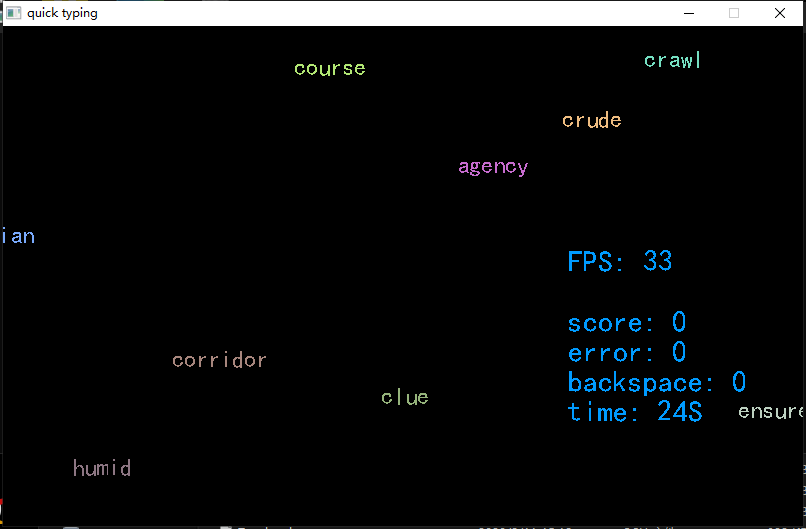 quick typing
course
crawl
crude
agency
ian
FPS: 33
score: 0
error: 0
backspace: 0
time: 24S
ensure
corridor
clue
humid